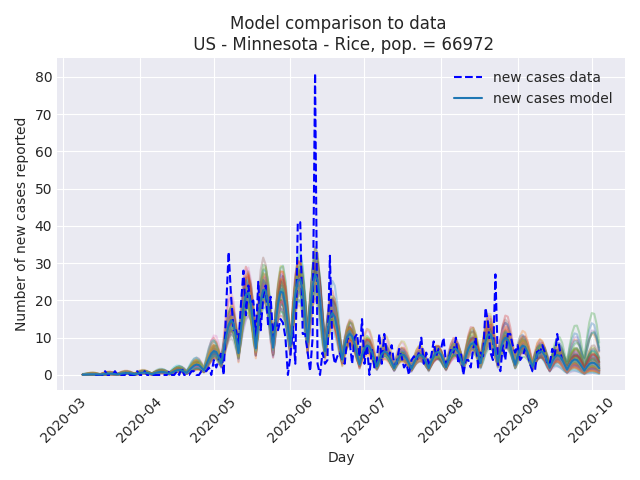 Model comparison to data
US - Minnesota - Rice, pop. = 66972
new cases data
new cases model
Number of new cases reported
80
70
60
50
40
30
20
10
0
2020-03
2020-04
2020-05
2020-06
2020-07
2020-08
2020-09
2020-10
Day